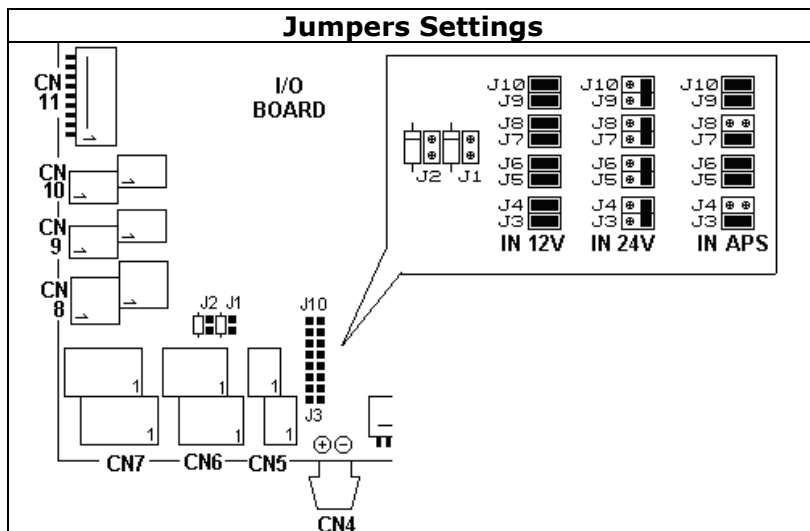 Jumpers Settings
CN
11
I/O
BOARD
CN
10
CN
9
CN
8
J2 J1
J10
J3
1
1
1
1
1
1
CN7
CN6
CN5
CN4
J2 J1
J10
J9
J8
J7
J6
J5
J4
J3
IN 12V
J10
J9
J8
J7
J6
J5
J4
J3
IN 24V
J10
J9
J8
J7
J6
J5
J4
J3
IN APS